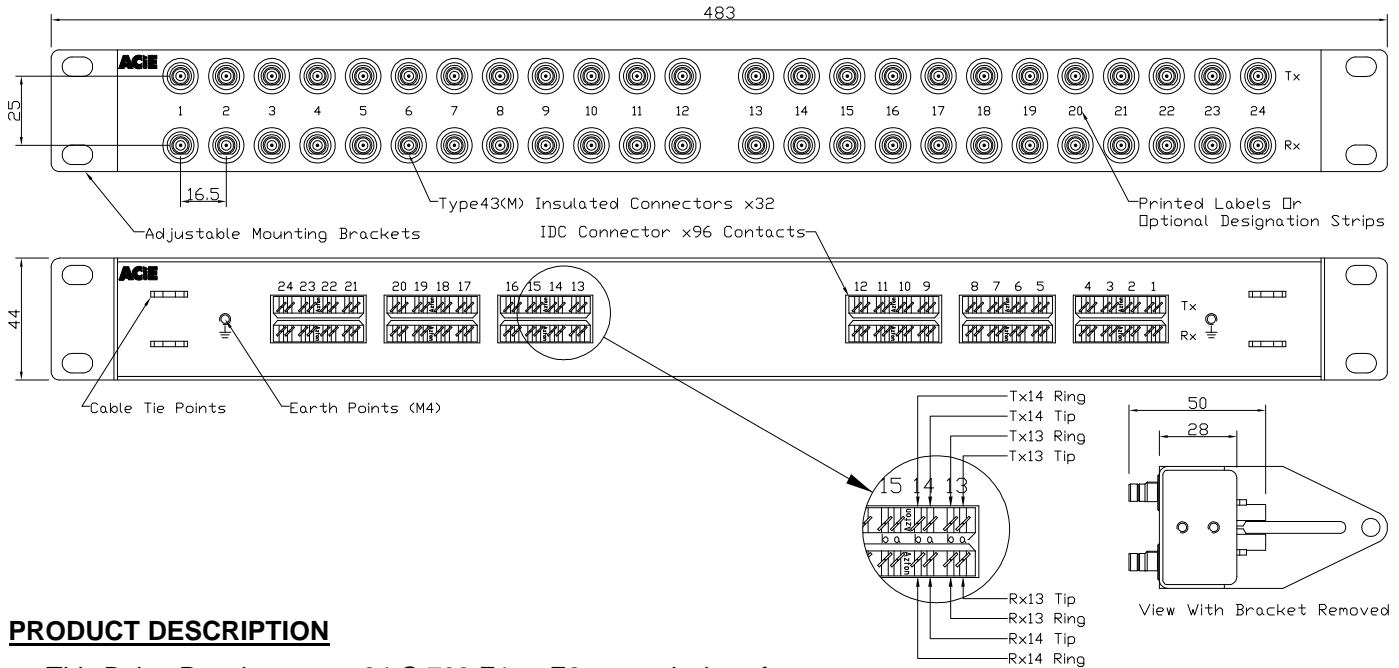 483
ACIE
Tx
25
1 2 3 4 5 6 7 8 9 10 11 12 13 14 15 16 17 18 19 20 21 22 23 24
Rx
16.5
Type43(M) Insulated Connectors x32
Printed Labels Or
Optional Designation Strips
Adjustable Mounting Brackets
IDC Connector x96 Contacts
ACIE
24 23 22 21 20 19 18 17 16 15 14 13 12 11 10 9 8 7 6 5 4 3 2 1
Tx
44
Rx
Cable Tie Points
Earth Points (M4)
Tx14 Ring
Tx14 Tip
Tx13 Ring
Tx13 Tip
50
28
15 14 13
Azfon
b a b a b a
Azfon
Rx13 Tip
Rx13 Ring
Rx14 Tip
Rx14 Ring
View With Bracket Removed
PRODUCT DESCRIPTION